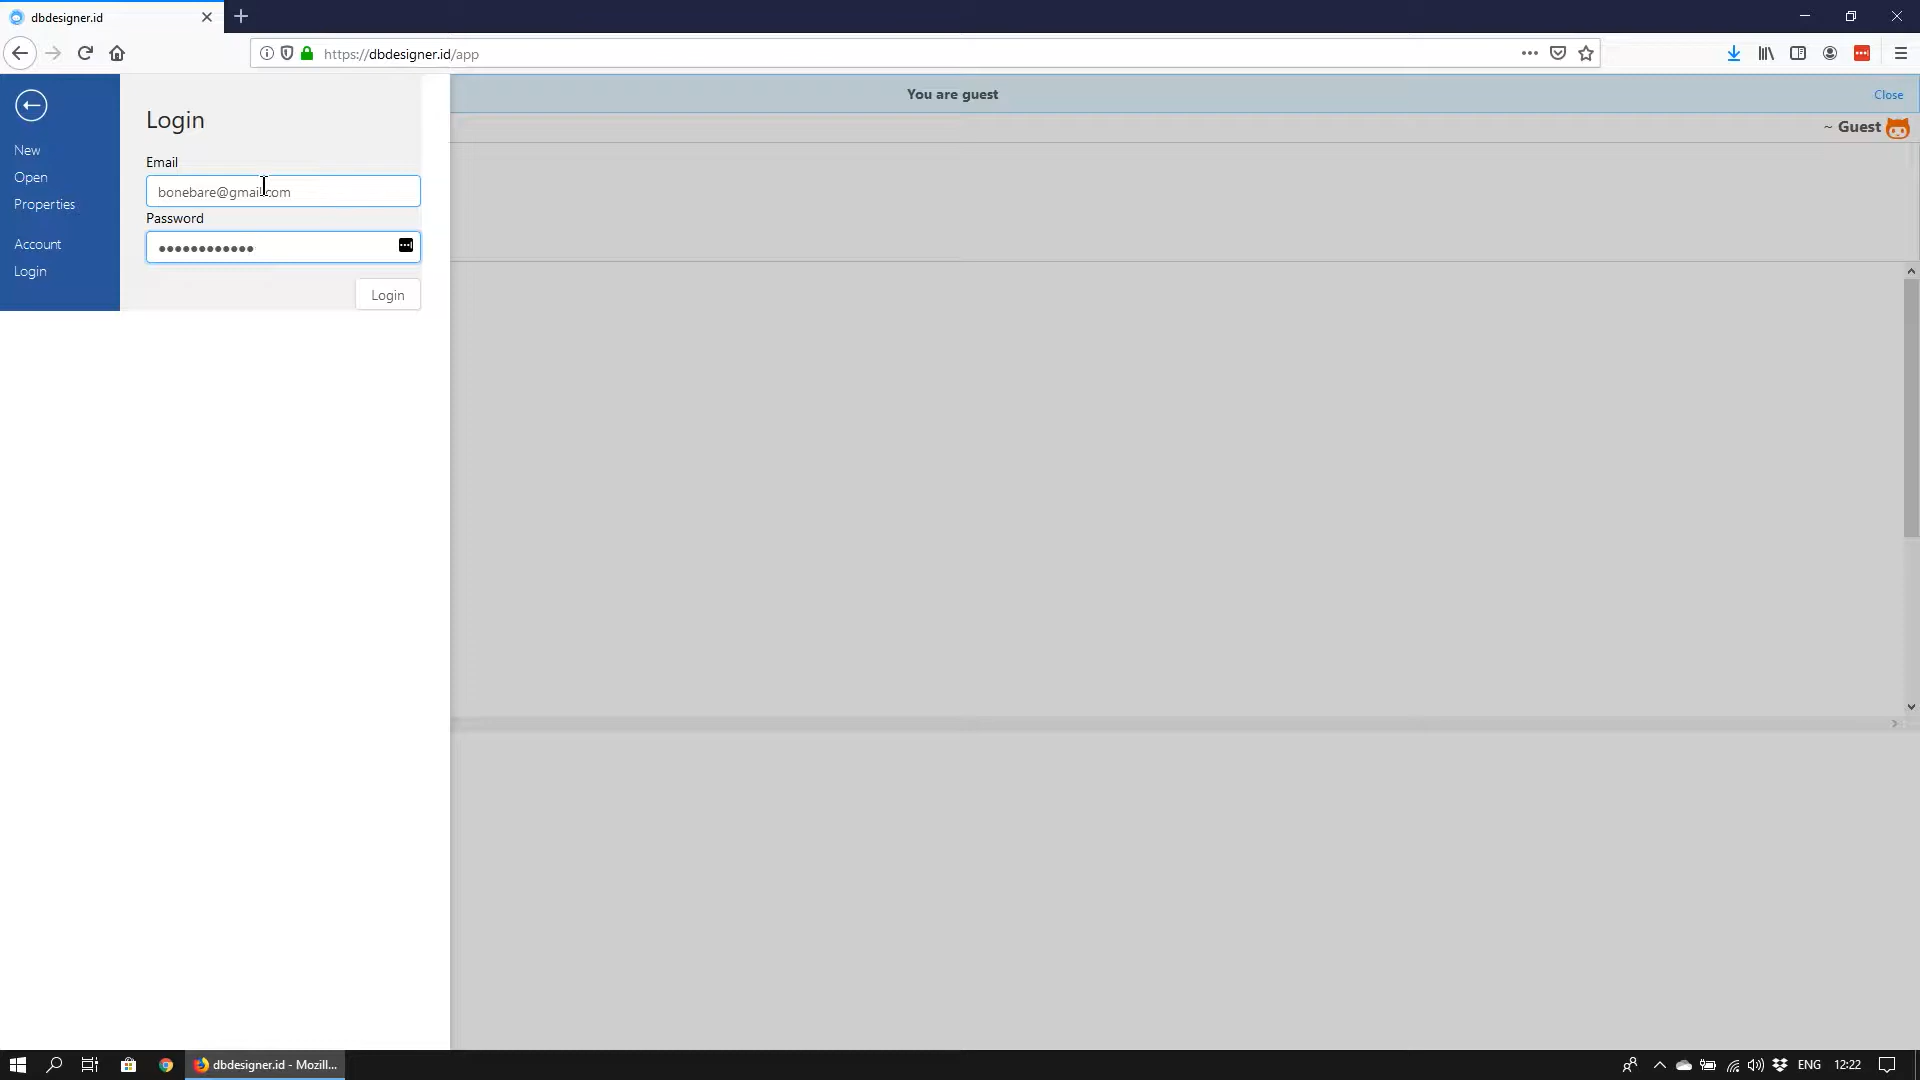 dbdesigner.id
https://dbdesigner.id/app
You are guest
Close
~ Guest
New
Open
Properties
Account
Login
Login
Email
bonebare@gmail.com
Password
Login
dbdesigner.id - Mozill...
ENG
12:22